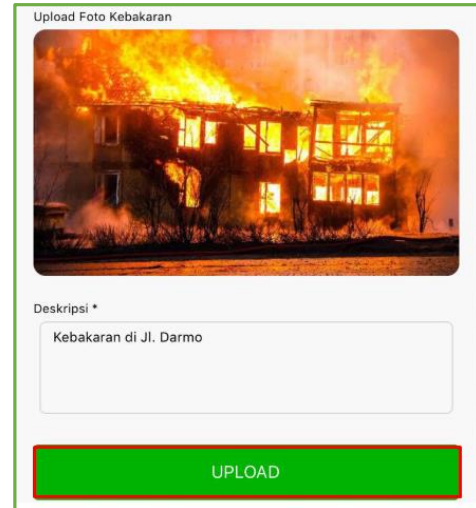 Upload Foto Kebakaran
Deskripsi *
Kebakaran di Jl. Darmo
UPLOAD